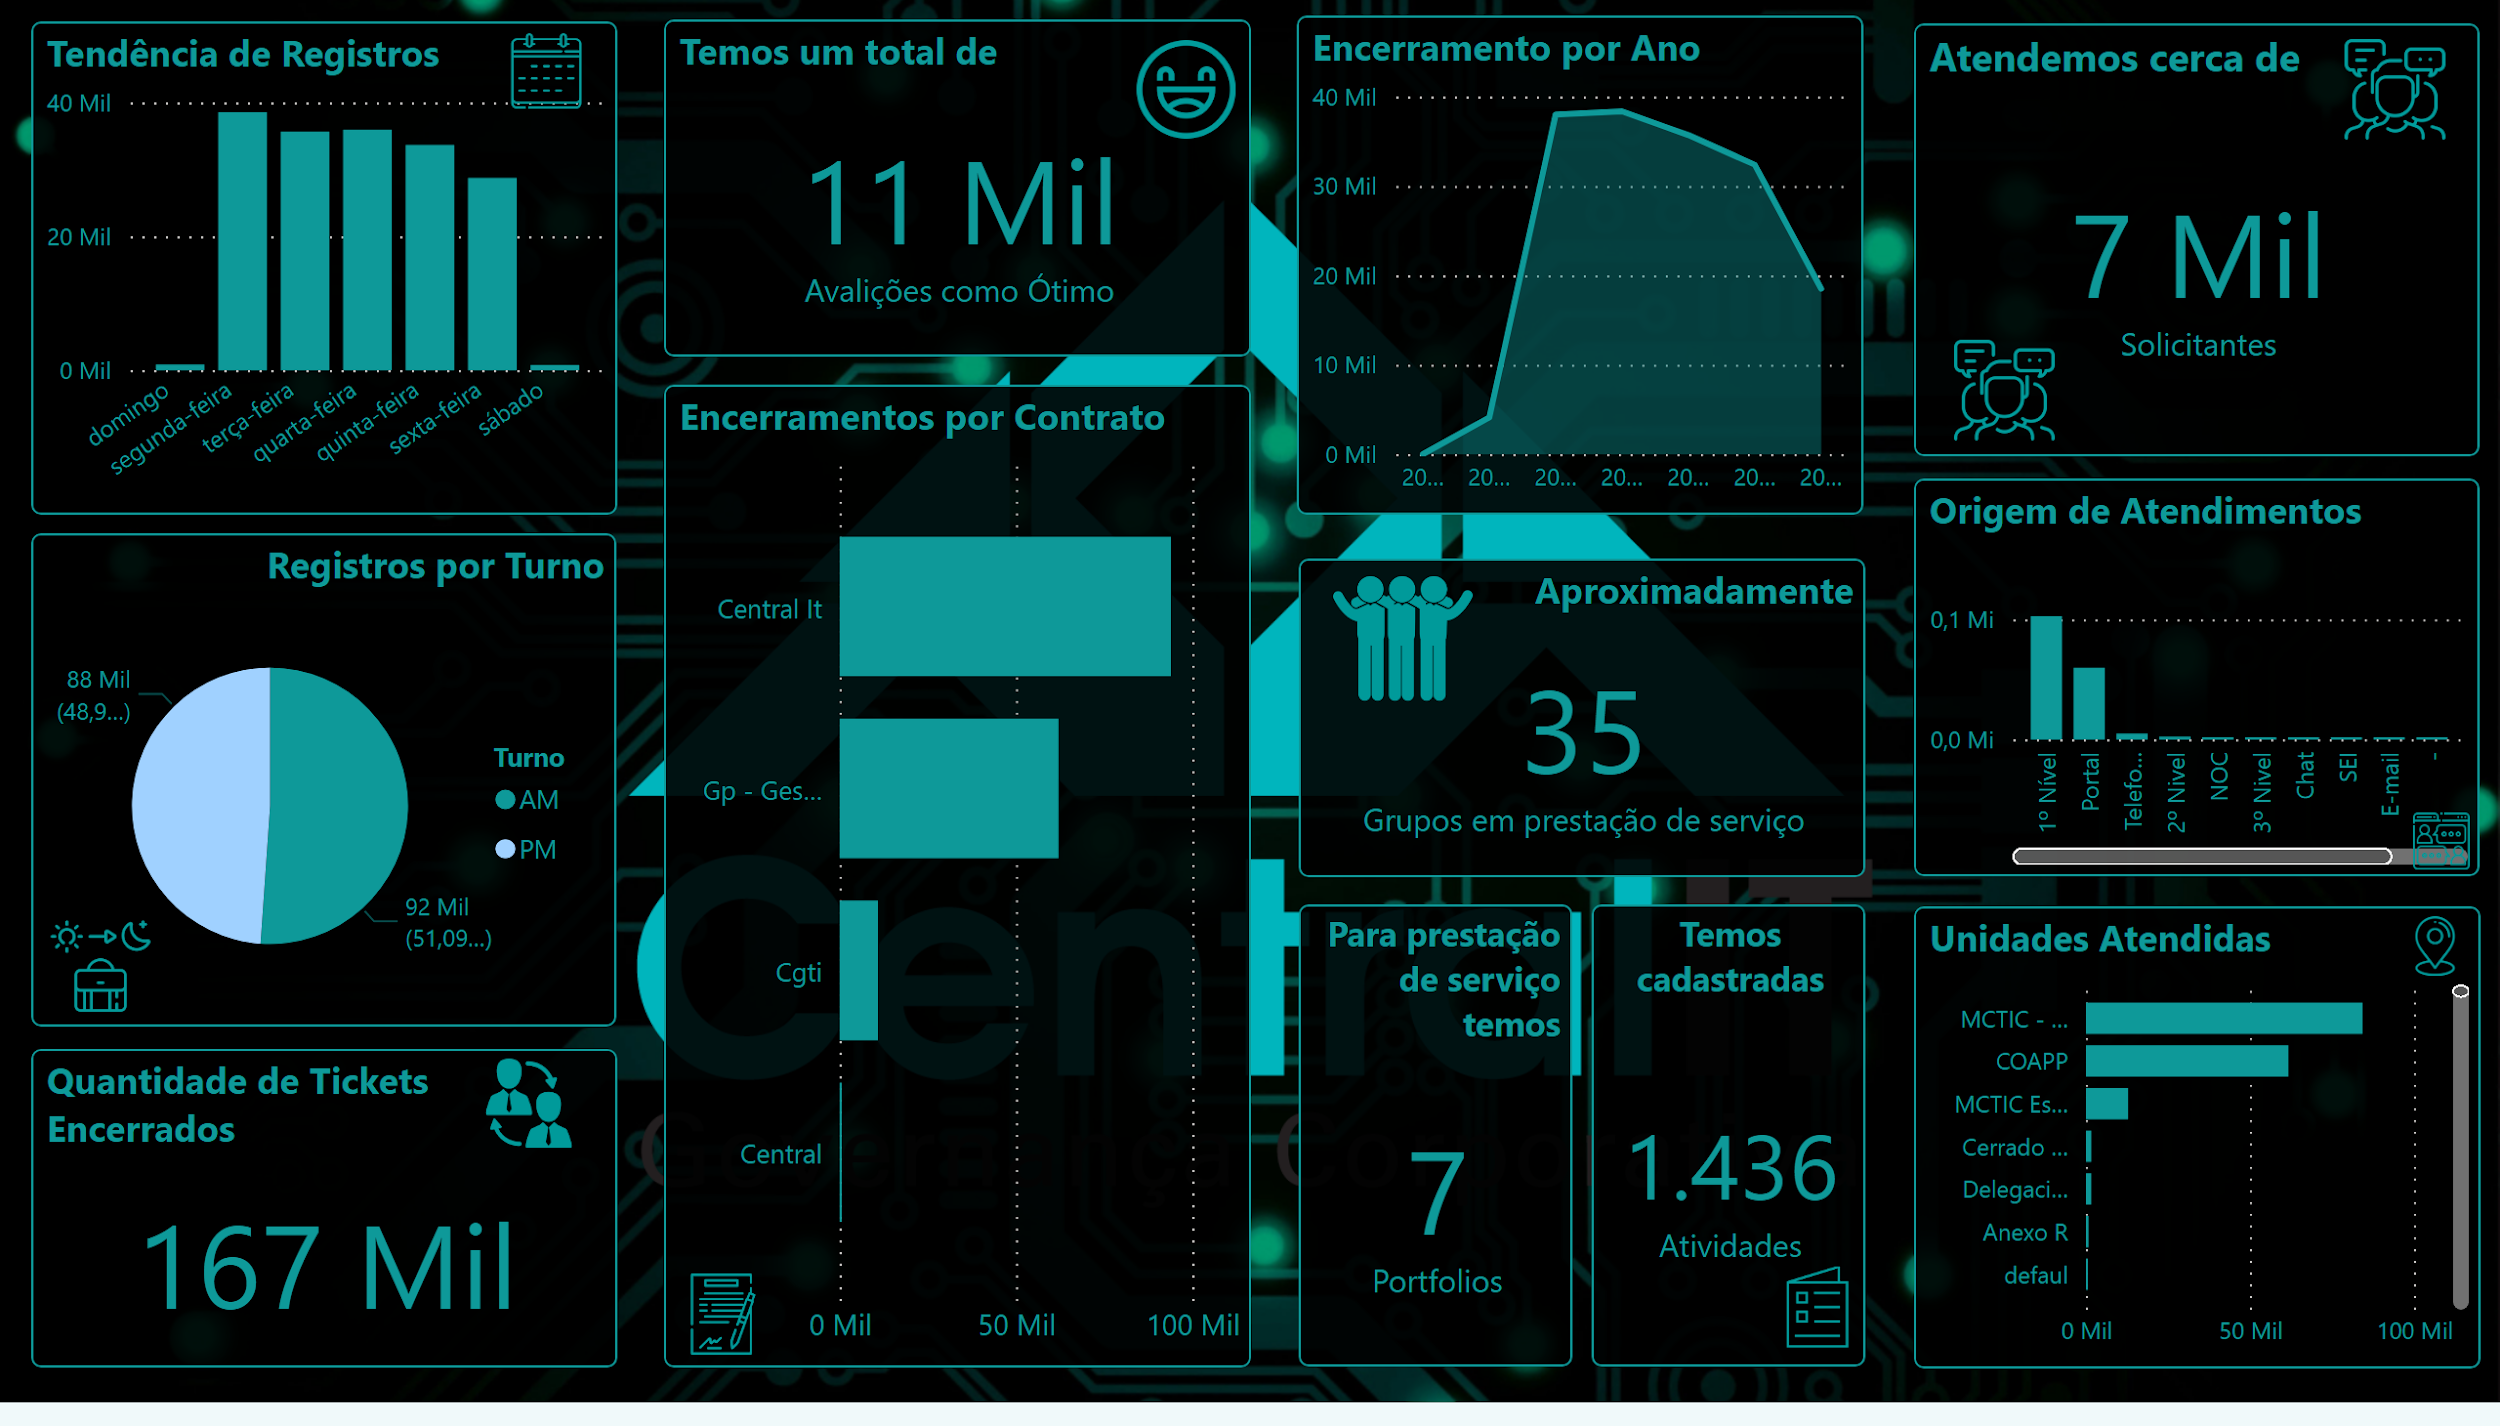 Tendência de Registros
40 Mil
20 Mil
0 Mil
domingo
segunda-feira
terça-feira
quarta-feira
quinta-feira
sexta-feira
sábado
Registros por Turno
88 Mil
(48,9...)
Turno
AM
PM
92 Mil
(51,09...)
Quantidade de Tickets
Encerrados
167 Mil
Temos um total de
11 Mil
Avalições como Ótimo
Encerramentos por Contrato
Central It
Gp - Ges...
Cgti
Central
0 Mil
50 Mil
100 Mil
Encerramento por Ano
40 Mil
30 Mil
20 Mil
10 Mil
0 Mil
20...
20...
20...
20...
20...
20...
20...
Aproximadamente
35
Grupos em prestação de serviço
Para prestação
de serviço
temos
7
Portfolios
Temos
cadastradas
1.436
Atividades
Atendemos cerca de
7 Mil
Solicitantes
Origem de Atendimentos
0,1 Mi
0,0 Mi
1º Nível
Portal
Telefo...
2º Nivel
NOC
3º Nivel
Chat
SEI
E-mail
-
Unidades Atendidas
MCTIC - ...
COAPP
MCTIC Es...
Cerrado ...
Delegaci...
Anexo R
defaul
0 Mil
50 Mil
100 Mil
Central